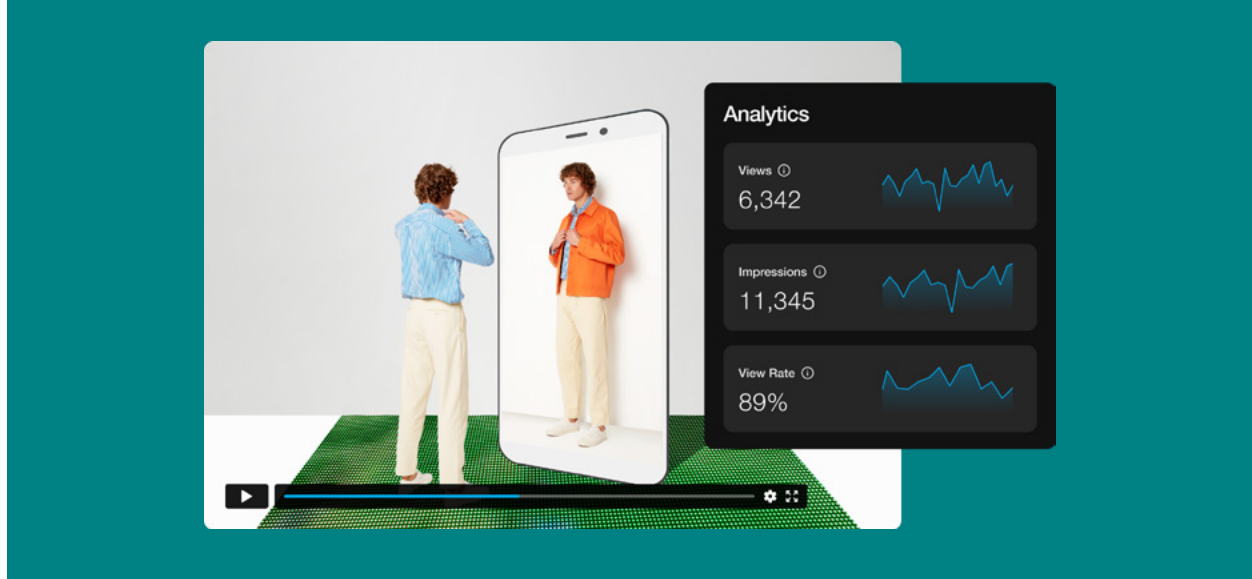 Analytics
Views
6,342
Impressions
11,345
View Rate
89%